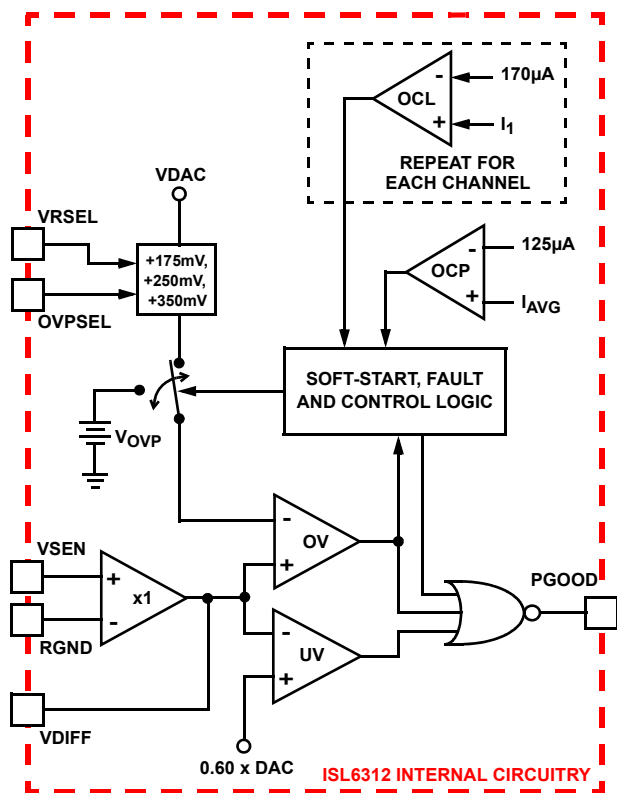 170µA
-
OCL
+
I1
REPEAT FOR
EACH CHANNEL
VDAC
VRSEL
+175mV,
+250mV,
+350mV
OVPSEL
-
125µA
OCP
+
IAVG
SOFT-START, FAULT
AND CONTROL LOGIC
VOVP
-
OV
+
VSEN
+
x1
-
RGND
PGOOD
-
UV
+
VDIFF
0.60 x DAC
ISL6312 INTERNAL CIRCUITRY